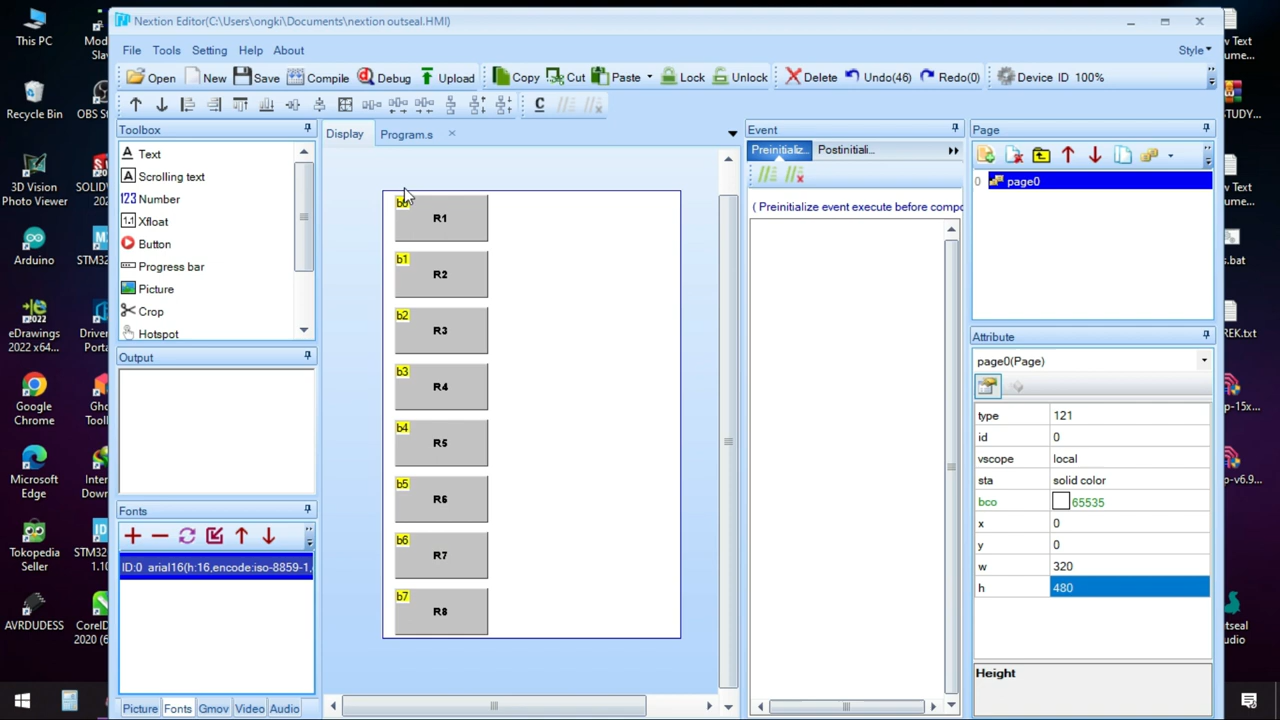 Nextion Editor(C:\Users\ongki\Documents\nextion outseal.HMI)
File Tools Setting Help About
Style
Open New Save Compile Debug Upload Copy Cut Paste Lock Unlock Delete Undo(46) Redo(0) Device ID 100%
Toolbox
Text
Scrolling text
Number
Xfloat
Button
Progress bar
Picture
Crop
Hotspot
Output
Fonts
ID:0 arial16(h:16,encode:iso-8859-1,
Picture Fonts Gmov Video Audio
Display Program.s
R1
b1
R2
b2
R3
b3
R4
b4
R5
b5
R6
b6
R7
b7
R8
Event
Preinitializ... Postinitiali...
( Preinitialize event execute before compo
Page
0 page0
Attribute
page0(Page)
type 121
id 0
vscope local
sta solid color
bco 65535
x 0
y 0
w 320
h 480
Height
This PC
Recycle Bin
3D Vision
Photo Viewer
Arduino
eDrawings
2022 x64...
Google
Chrome
Microsoft
Edge
Tokopedia
Seller
AVRDUDESS